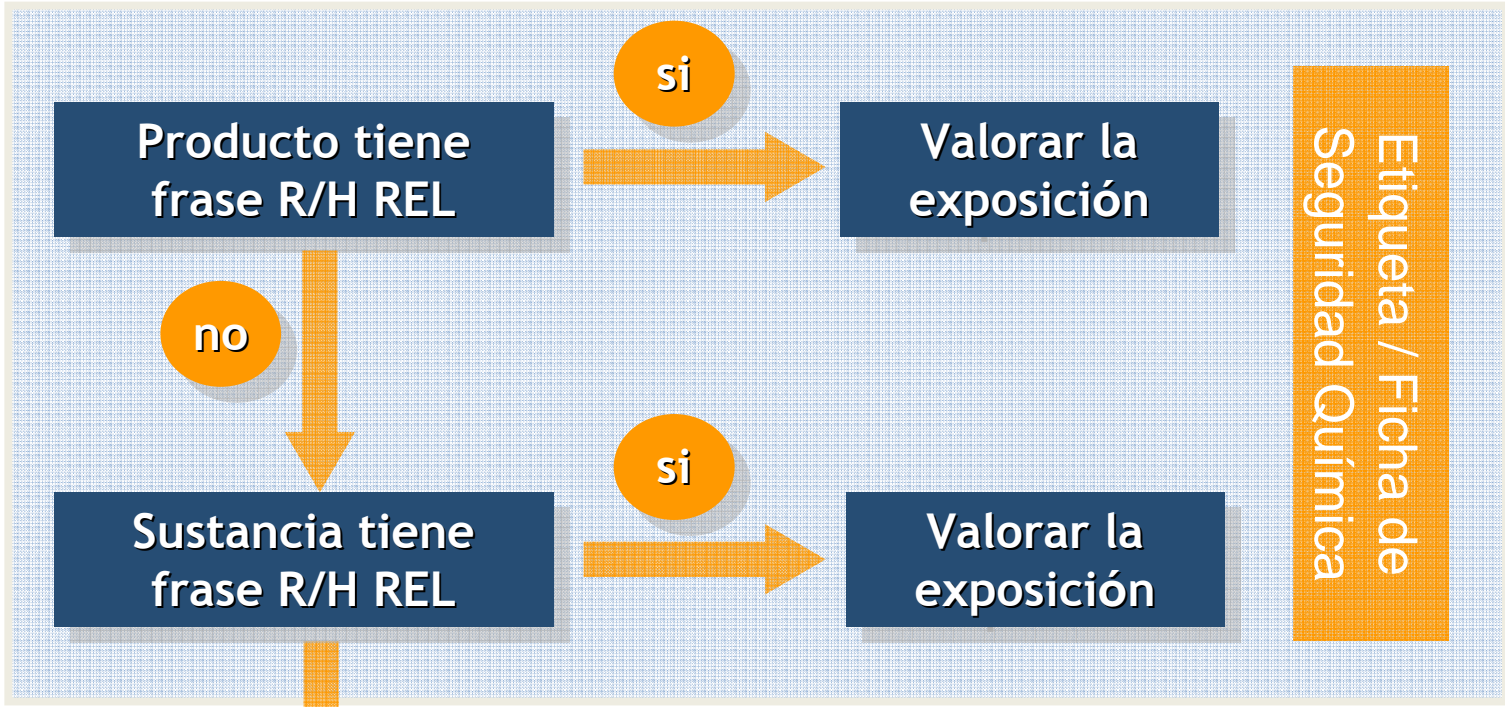 si
Producto tiene
frase R/H REL
Valorar la
exposición
no
si
Sustancia tiene
frase R/H REL
Valorar la
exposición
Etiqueta / Ficha de
Seguridad Química